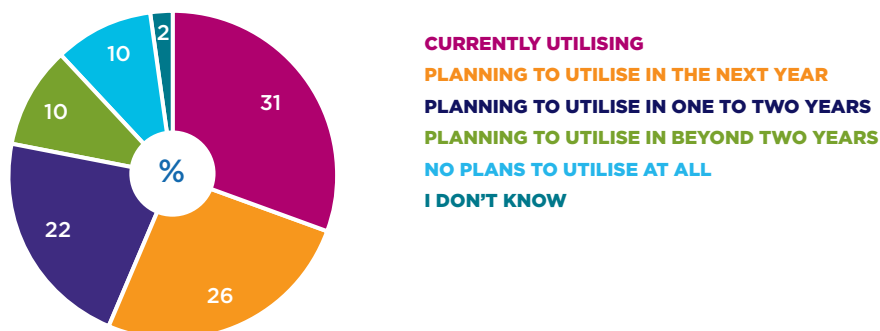 2
10
10
31
%
22
26
CURRENTLY UTILISING
PLANNING TO UTILISE IN THE NEXT YEAR
PLANNING TO UTILISE IN ONE TO TWO YEARS
PLANNING TO UTILISE IN BEYOND TWO YEARS
NO PLANS TO UTILISE AT ALL
I DON'T KNOW